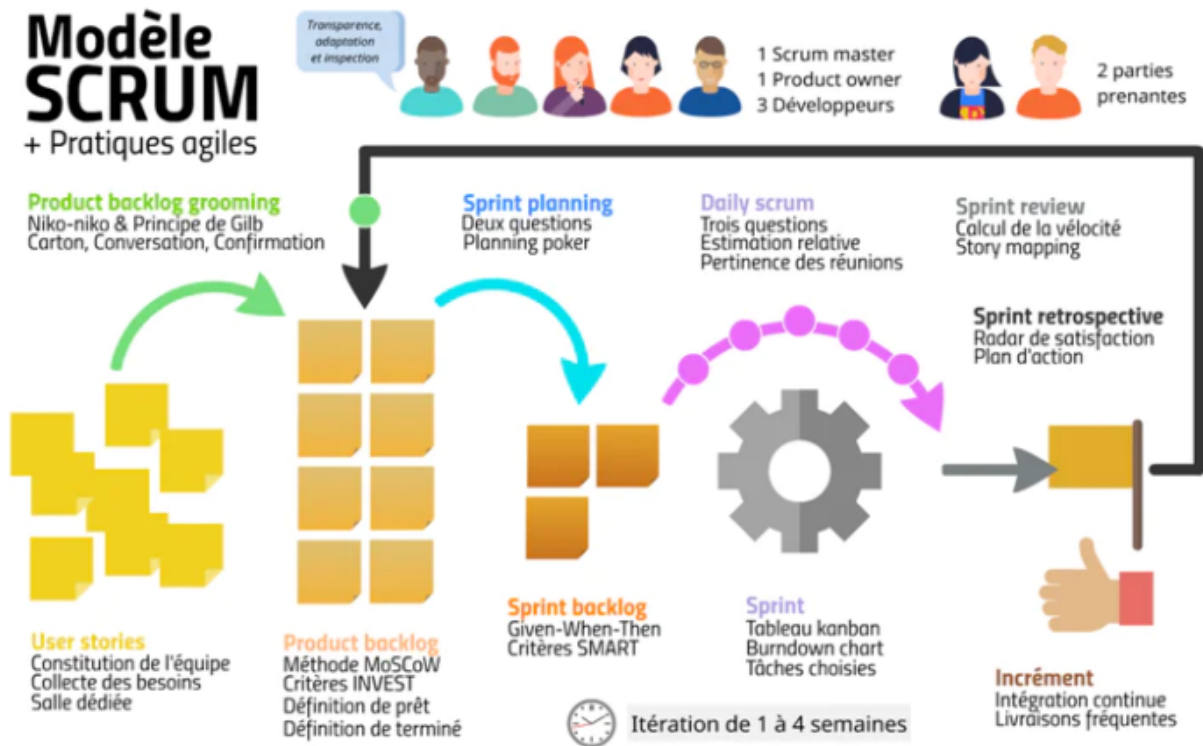 Modèle
SCRUM
+ Pratiques agiles
Transparence,
adaptation
et inspection
1 Scrum master
1 Product owner
3 Développeurs
2 parties
prenantes
Product backlog grooming
Niko-niko & Principe de Gilb
Carton, Conversation, Confirmation
Sprint planning
Deux questions
Planning poker
Daily scrum
Trois questions
Estimation relative
Pertinence des réunions
Sprint review
Calcul de la vélocité
Story mapping
Sprint retrospective
Radar de satisfaction
Plan d'action
User stories
Constitution de l'équipe
Collecte des besoins
Salle dédiée
Product backlog
Méthode MoSCoW
Critères INVEST
Définition de prêt
Définition de terminé
Sprint backlog
Given-When-Then
Critères SMART
Sprint
Tableau kanban
Burndown chart
Tâches choisies
Incrément
Intégration continue
Livraisons fréquentes
Itération de 1 à 4 semaines